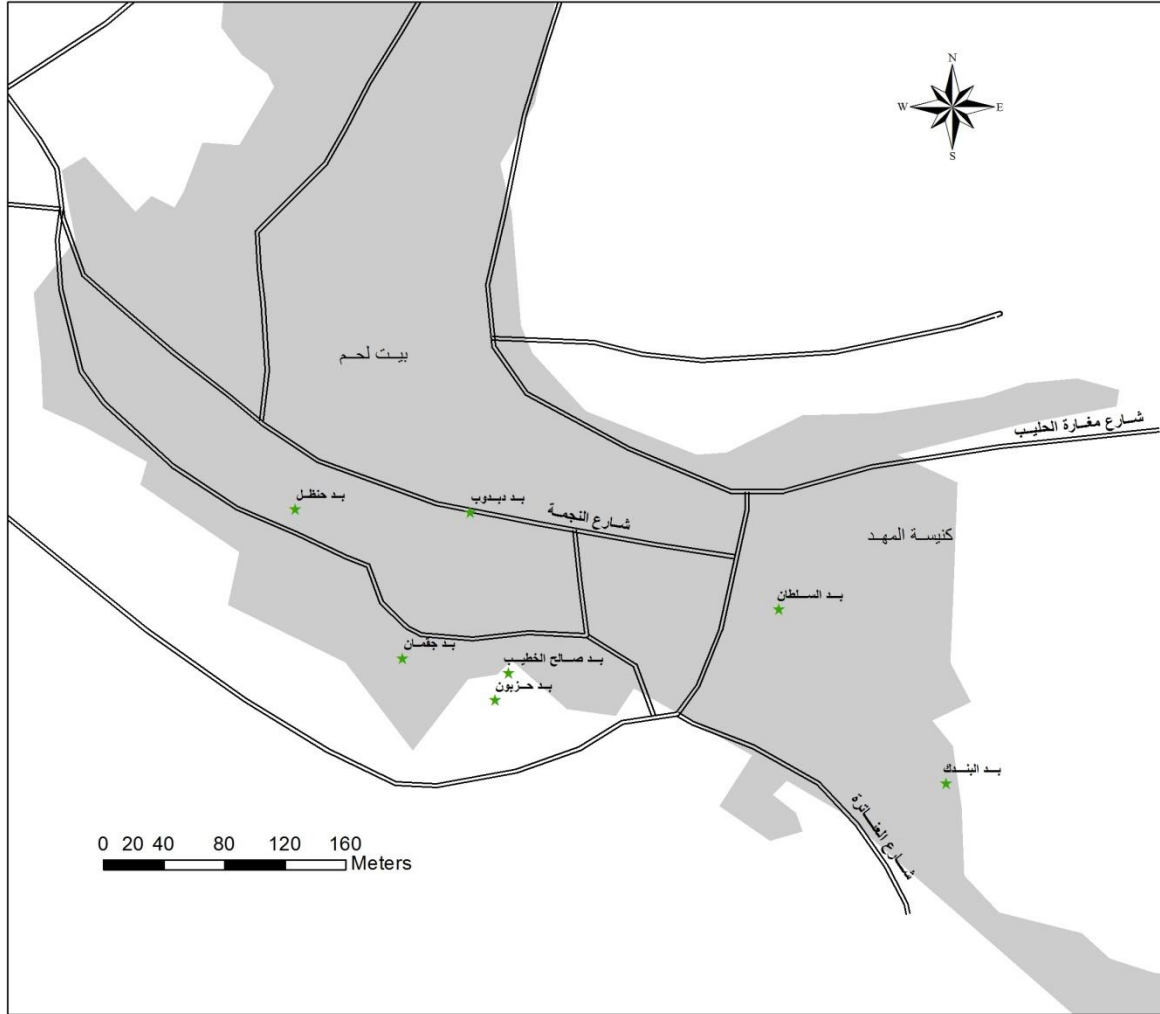 N
W E
S
بيت لحم
شارع مغارة الحليب
بد حنظل
بد دبدوب
شارع النجمة
كنيسة المهد
بد السلطان
بد جقمان
بد صالح الخطيب
بد حزبون
بد البندك
شارع العناترة
0 20 40 80 120 160
Meters